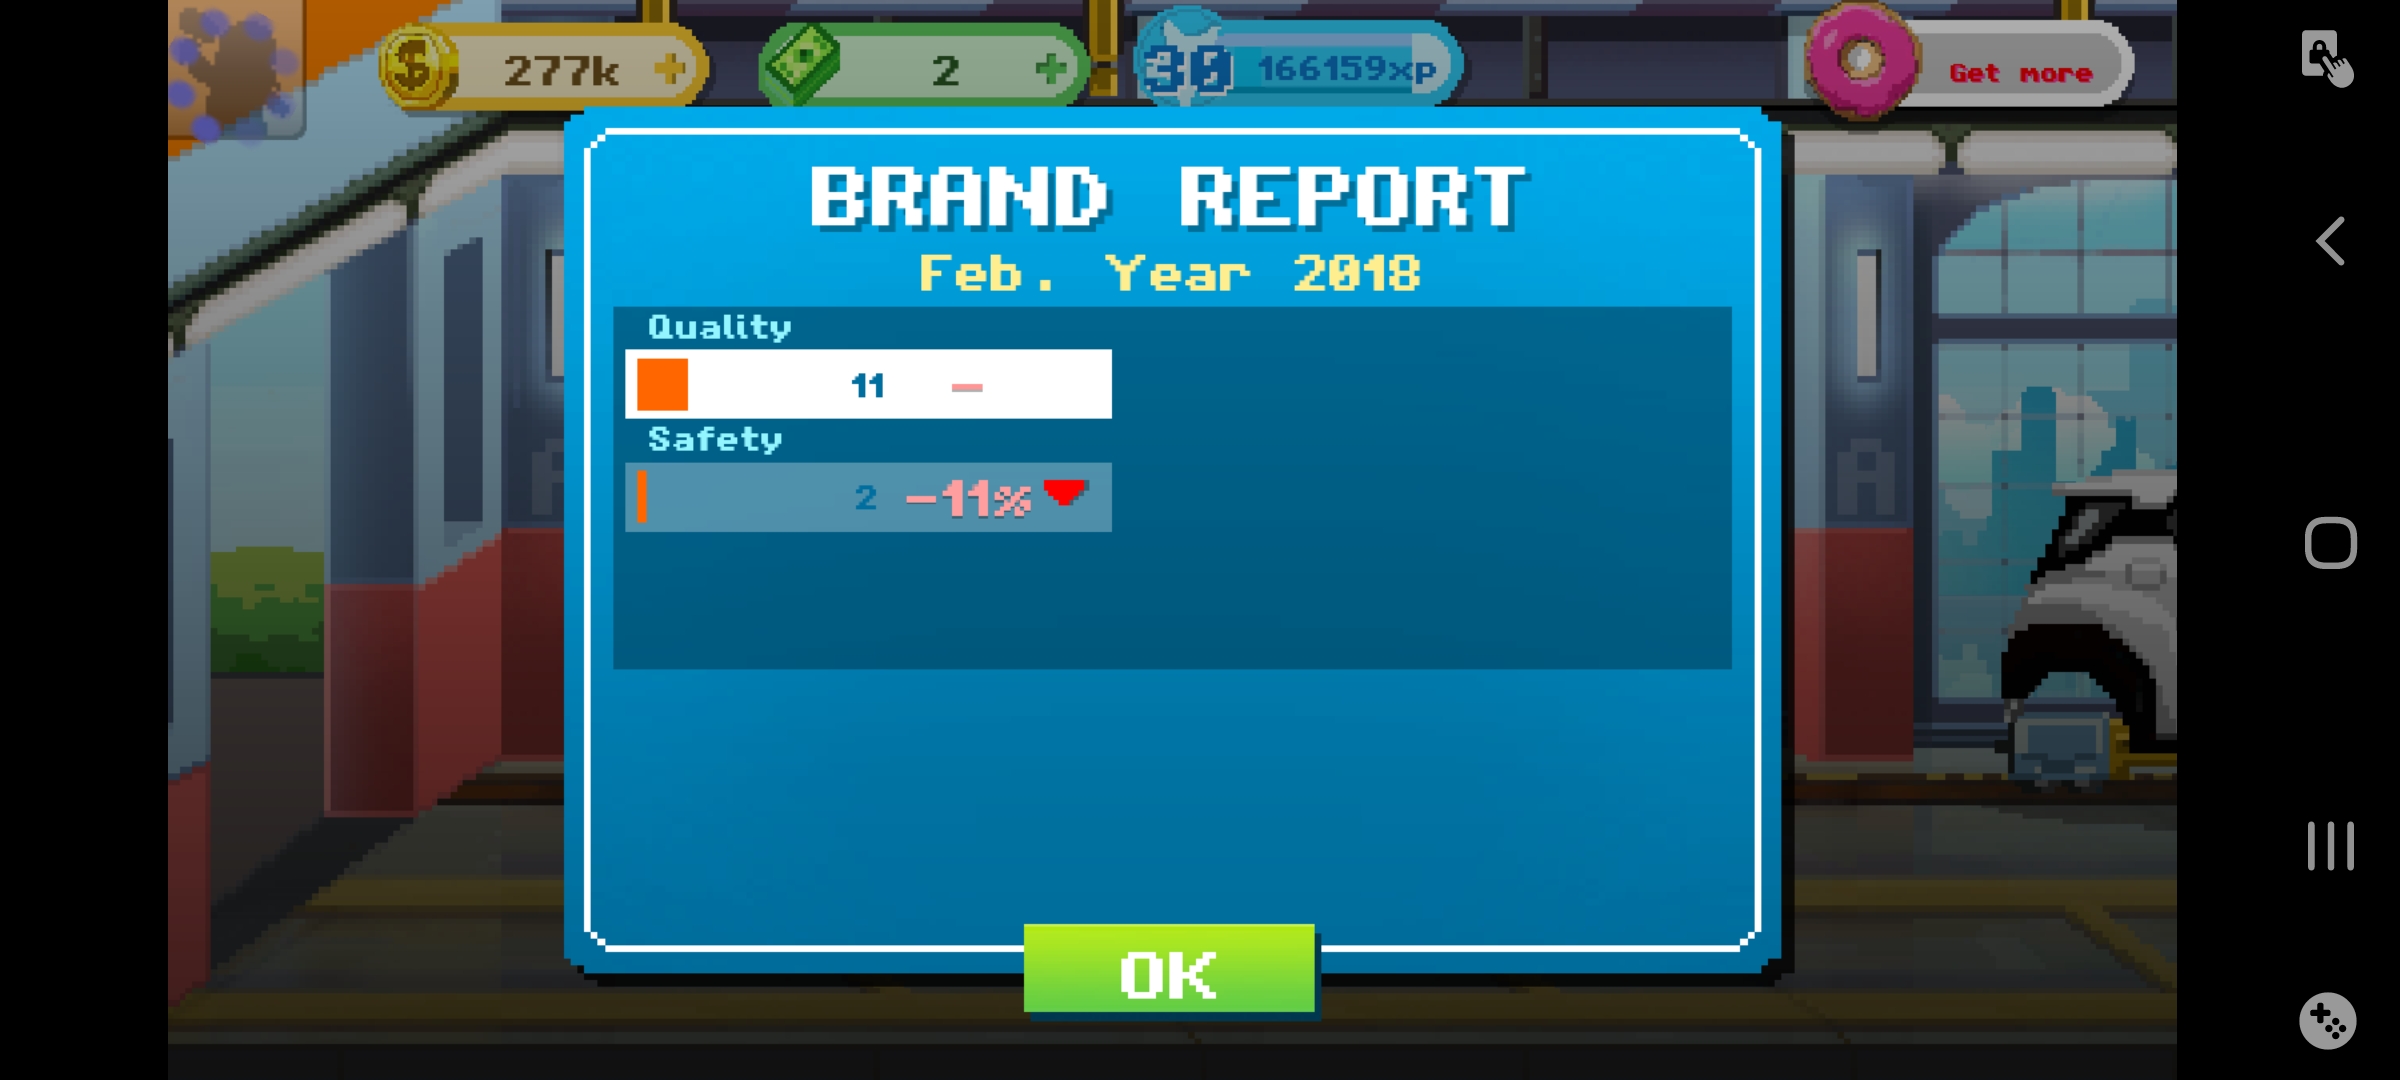 277k +
2 +
30 166159xp
Get more
BRAND REPORT
Feb. Year 2018
Quality
11 –
Safety
2 -11%
A
A
OK